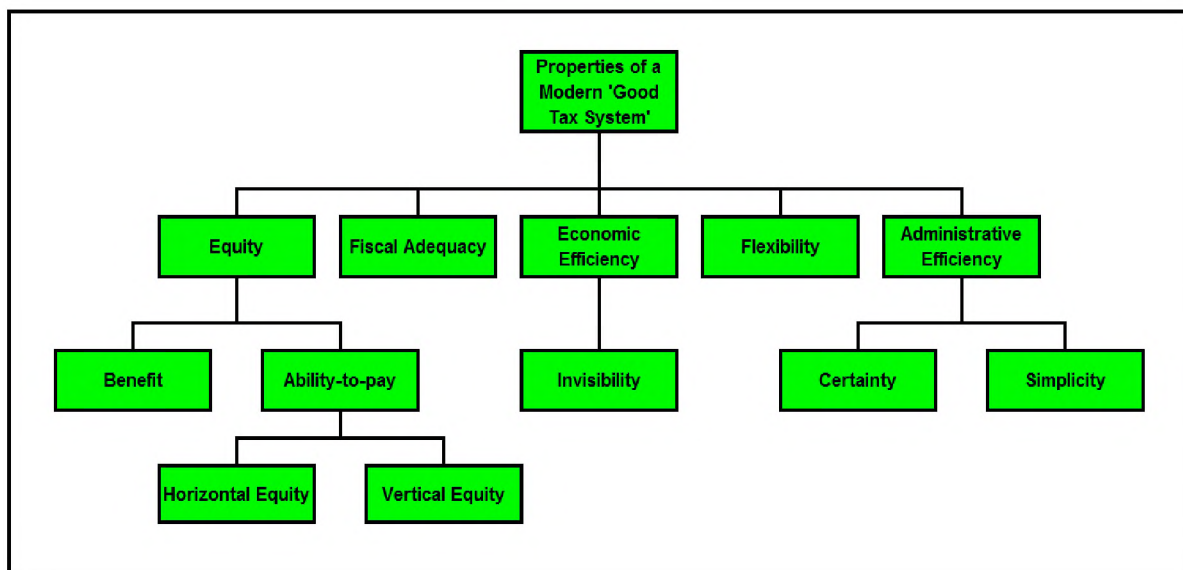 Properties of a
Modern 'Good
Tax System'
Equity
Fiscal Adequacy
Economic
Efficiency
Flexibility
Administrative
Efficiency
Benefit
Ability-to-pay
Invisibility
Certainty
Simplicity
Horizontal Equity
Vertical Equity